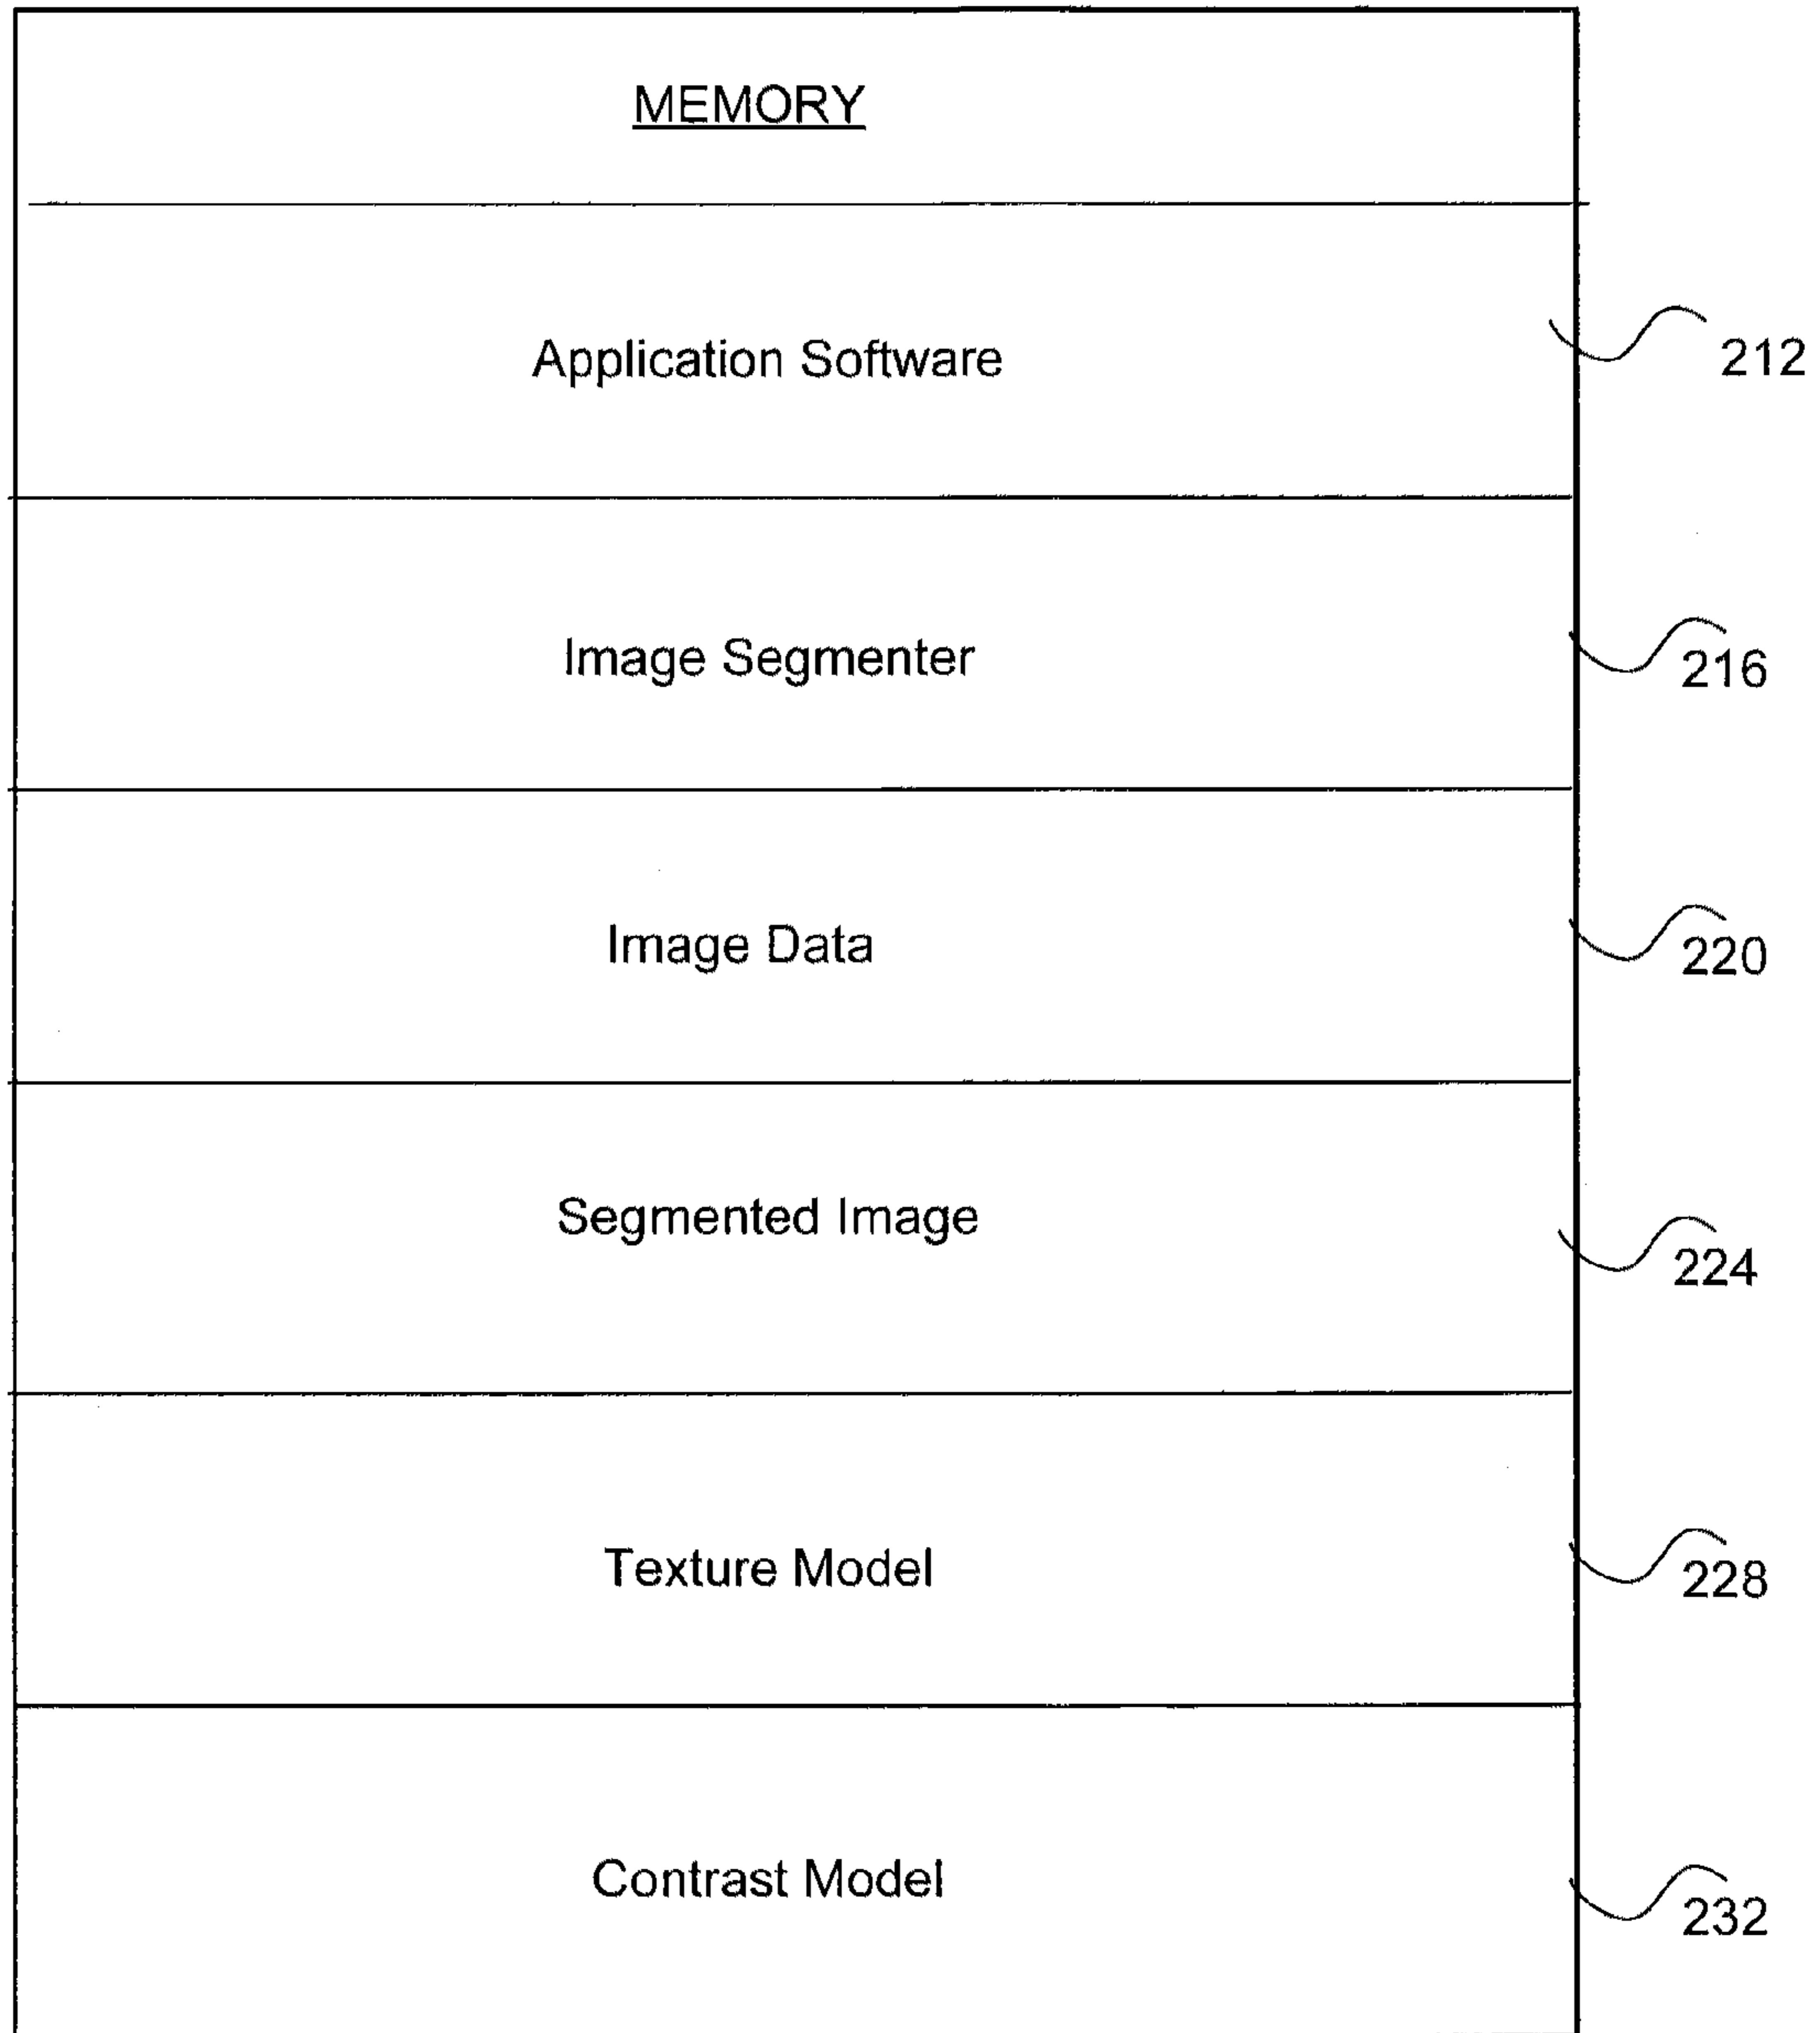 MEMORY
Application Software
212
Image Segmenter
216
Image Data
220
Segmented Image
224
Texture Model
228
Contrast Model
232